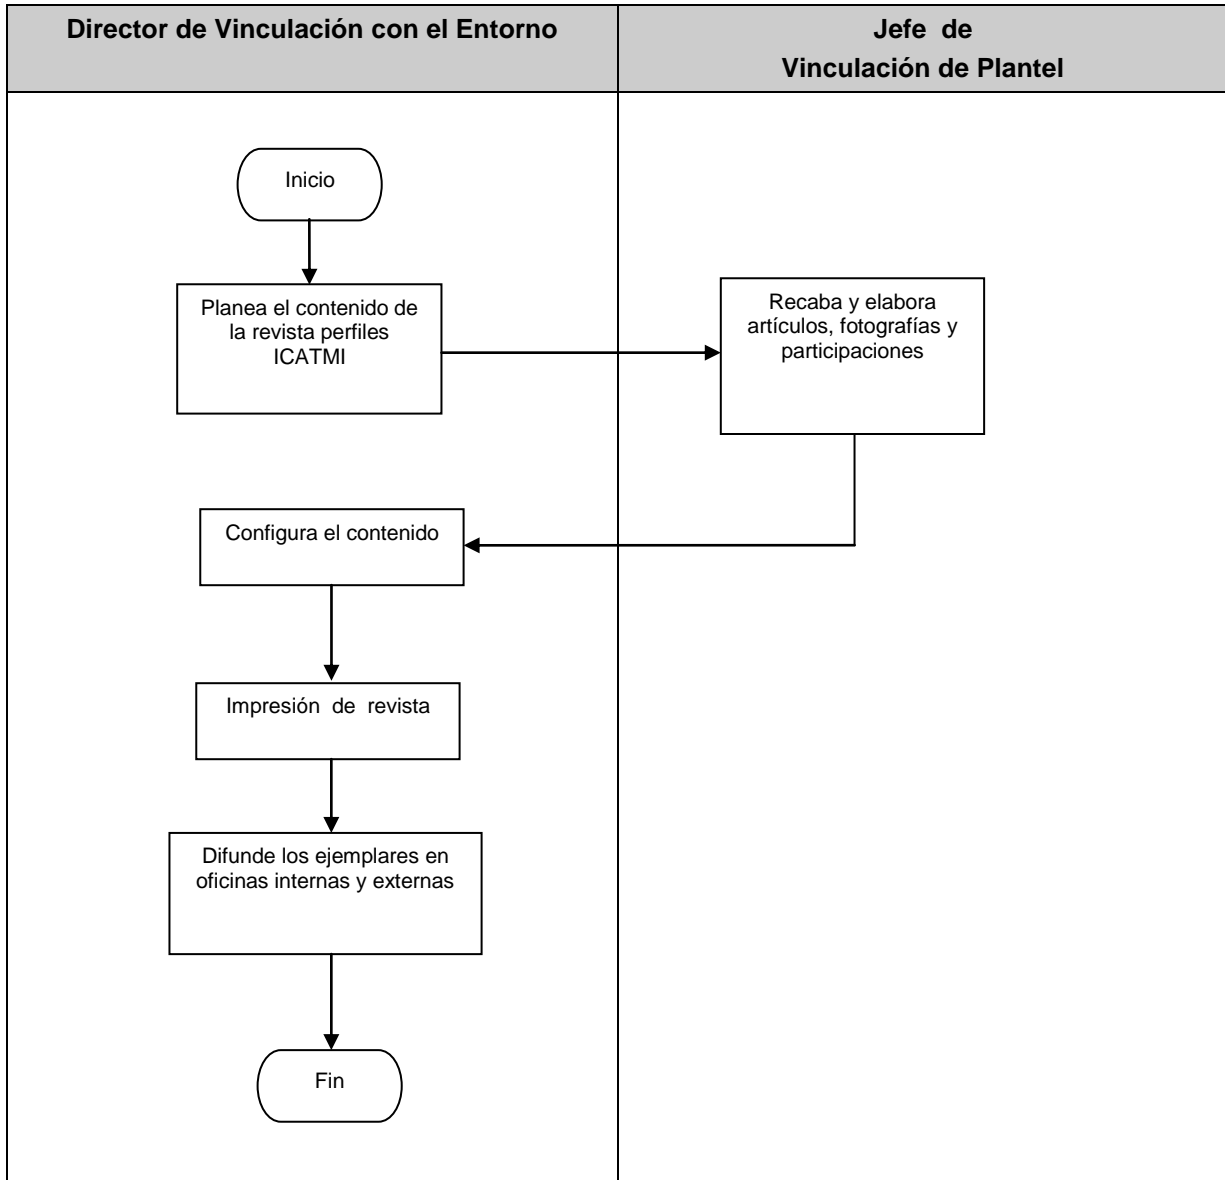 Director de Vinculación con el Entorno
Jefe de
Vinculación de Plantel
Inicio
Planea el contenido de
la revista perfiles
ICATMI
Recaba y elabora
artículos, fotografías y
participaciones
Configura el contenido
Impresión de revista
Difunde los ejemplares en
oficinas internas y externas
Fin